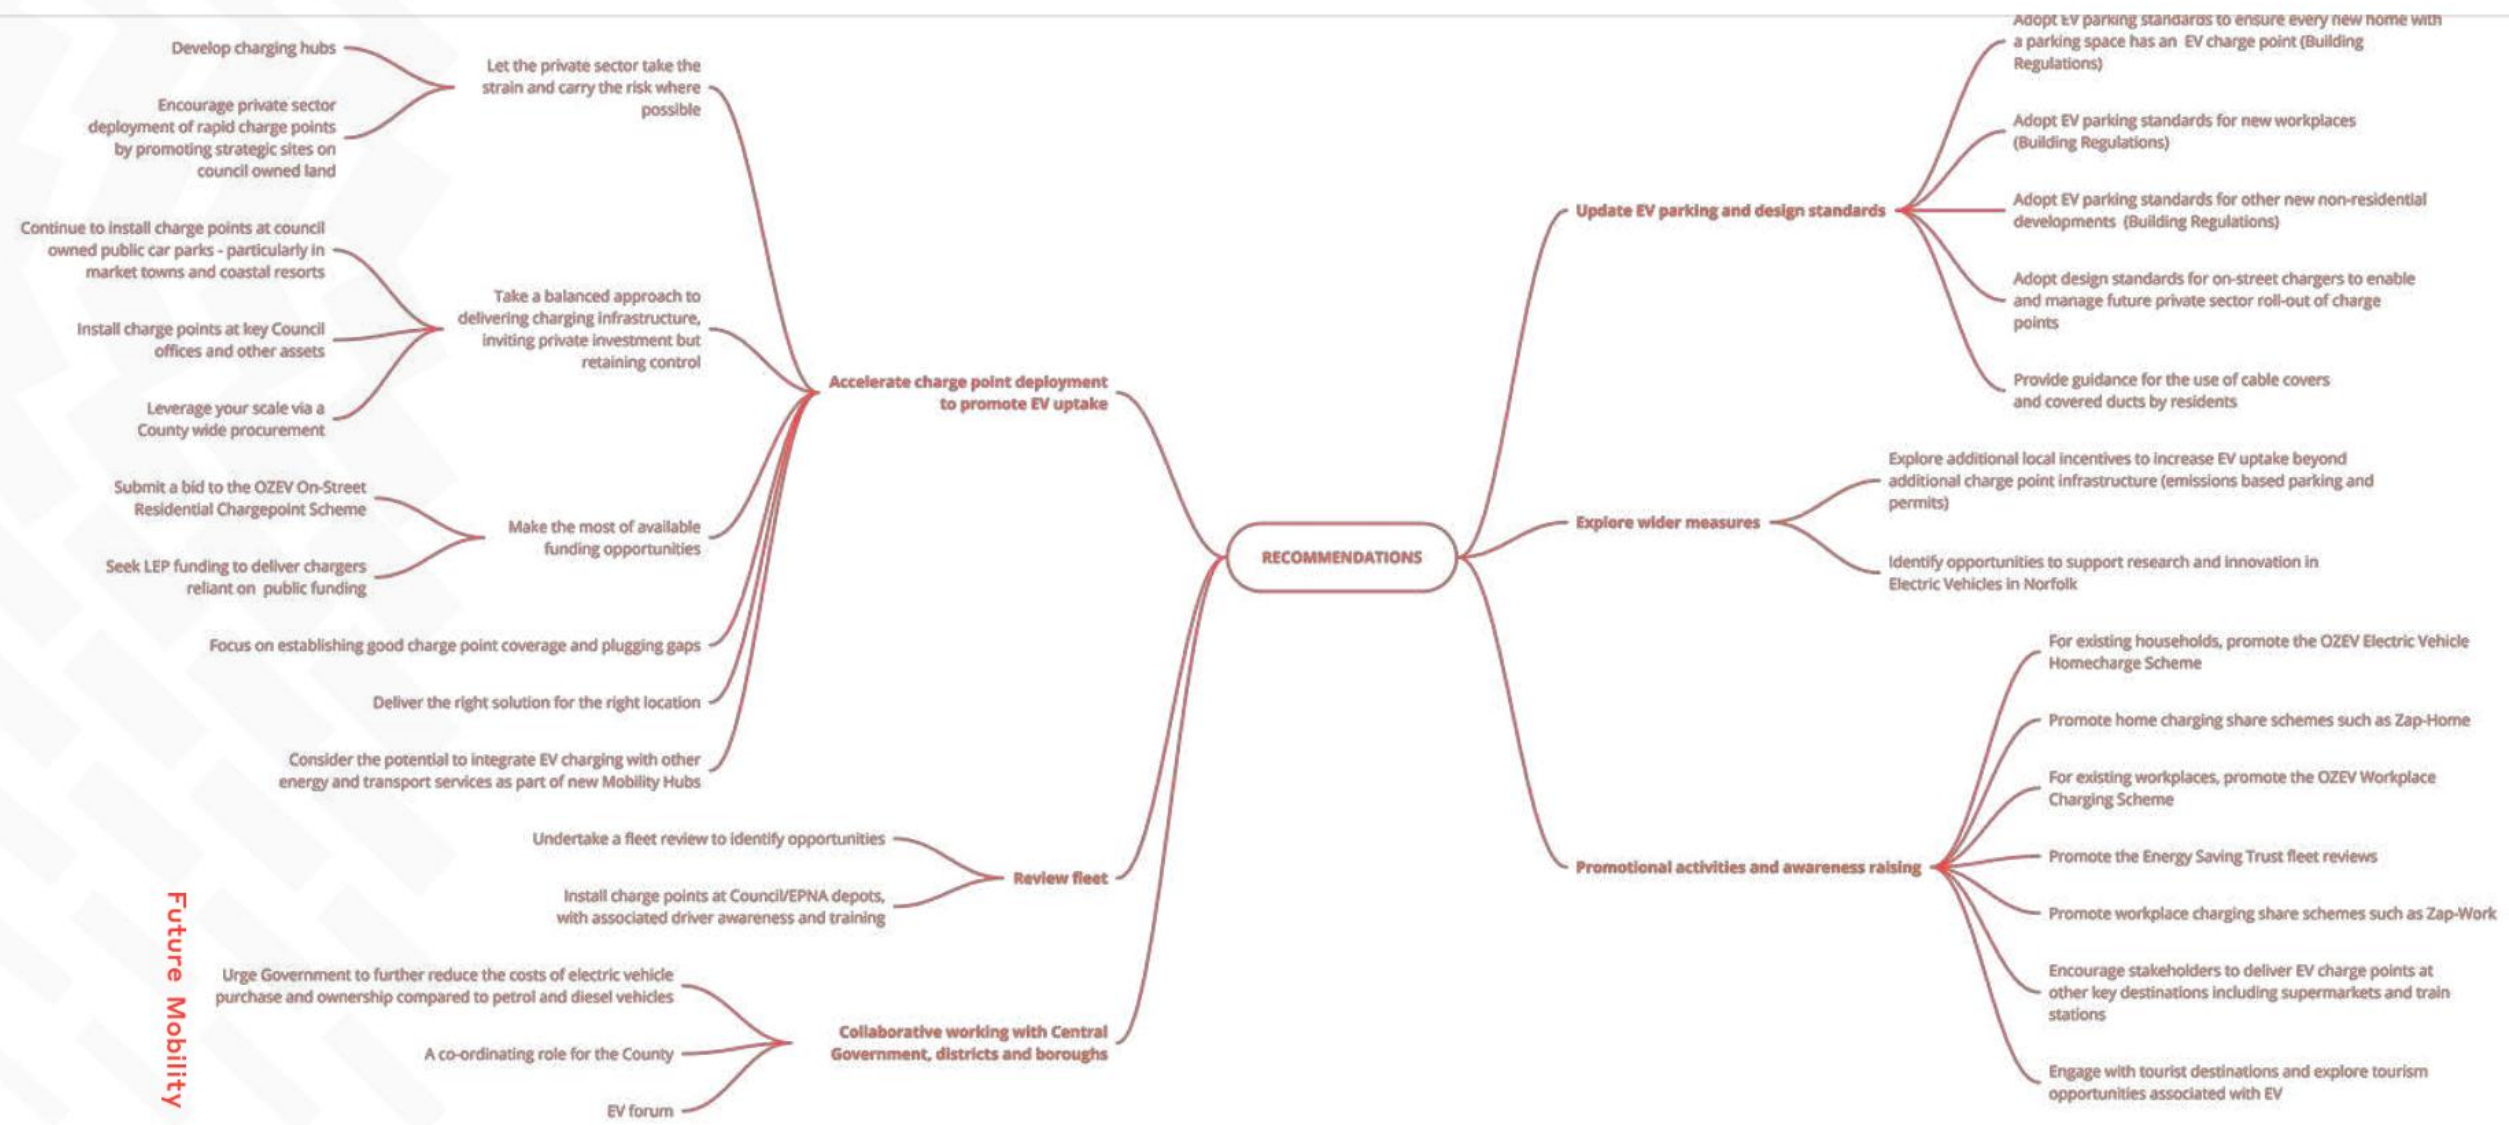 Develop charging hubs
Encourage private sector
deployment of rapid charge points
by promoting strategic sites on
council owned land
Let the private sector take the
strain and carry the risk where
possible
Continue to install charge points at council
owned public car parks - particularly in
market towns and coastal resorts
Install charge points at key Council
offices and other assets
Leverage your scale via a
County wide procurement
Take a balanced approach to
delivering charging infrastructure,
inviting private investment but
retaining control
Submit a bid to the OZEV On-Street
Residential Chargepoint Scheme
Seek LEP funding to deliver chargers
reliant on public funding
Make the most of available
funding opportunities
Focus on establishing good charge point coverage and plugging gaps
Deliver the right solution for the right location
Consider the potential to integrate EV charging with other
energy and transport services as part of new Mobility Hubs
Accelerate charge point deployment
to promote EV uptake
Undertake a fleet review to identify opportunities
Install charge points at Council/EPNA depots,
with associated driver awareness and training
Review fleet
Urge Government to further reduce the costs of electric vehicle
purchase and ownership compared to petrol and diesel vehicles
A co-ordinating role for the County
EV forum
Collaborative working with Central
Government, districts and boroughs
RECOMMENDATIONS
Update EV parking and design standards
Adopt EV parking standards to ensure every new home with
a parking space has an EV charge point (Building
Regulations)
Adopt EV parking standards for new workplaces
(Building Regulations)
Adopt EV parking standards for other new non-residential
developments (Building Regulations)
Adopt design standards for on-street chargers to enable
and manage future private sector roll-out of charge
points
Provide guidance for the use of cable covers
and covered ducts by residents
Explore wider measures
Explore additional local incentives to increase EV uptake beyond
additional charge point infrastructure (emissions based parking and
permits)
Identify opportunities to support research and innovation in
Electric Vehicles in Norfolk
Promotional activities and awareness raising
For existing households, promote the OZEV Electric Vehicle
Homecharge Scheme
Promote home charging share schemes such as Zap-Home
For existing workplaces, promote the OZEV Workplace
Charging Scheme
Promote the Energy Saving Trust fleet reviews
Promote workplace charging share schemes such as Zap-Work
Encourage stakeholders to deliver EV charge points at
other key destinations including supermarkets and train
stations
Engage with tourist destinations and explore tourism
opportunities associated with EV
Future Mobility